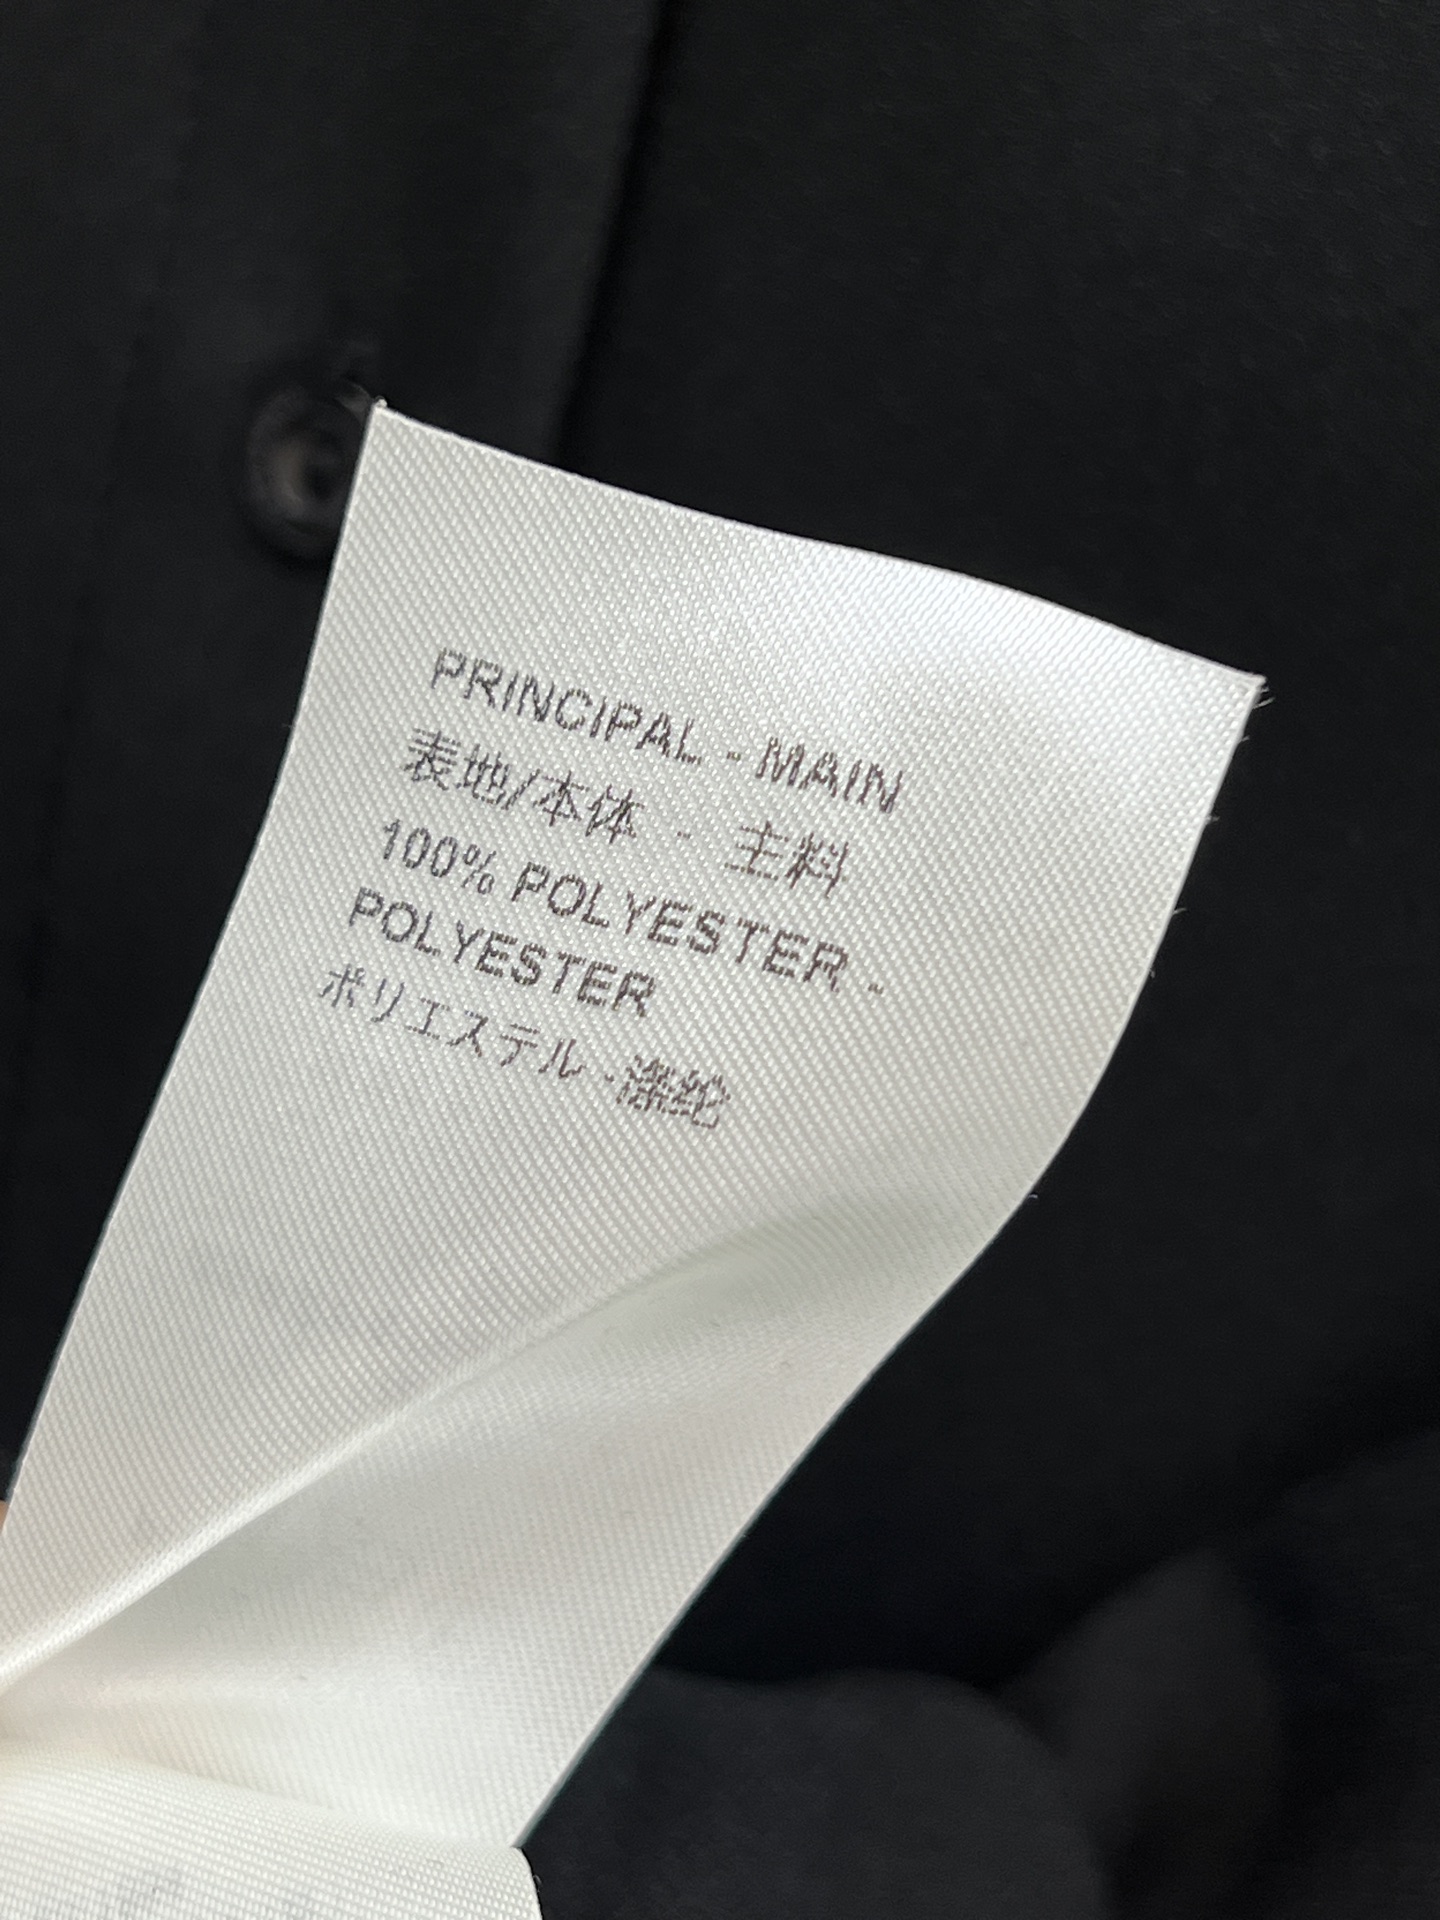 PRINCIPAL - MAIN
表地/本体 - 主料
100% POLYESTER -
POLYESTER
ポリエステル - 涤纶